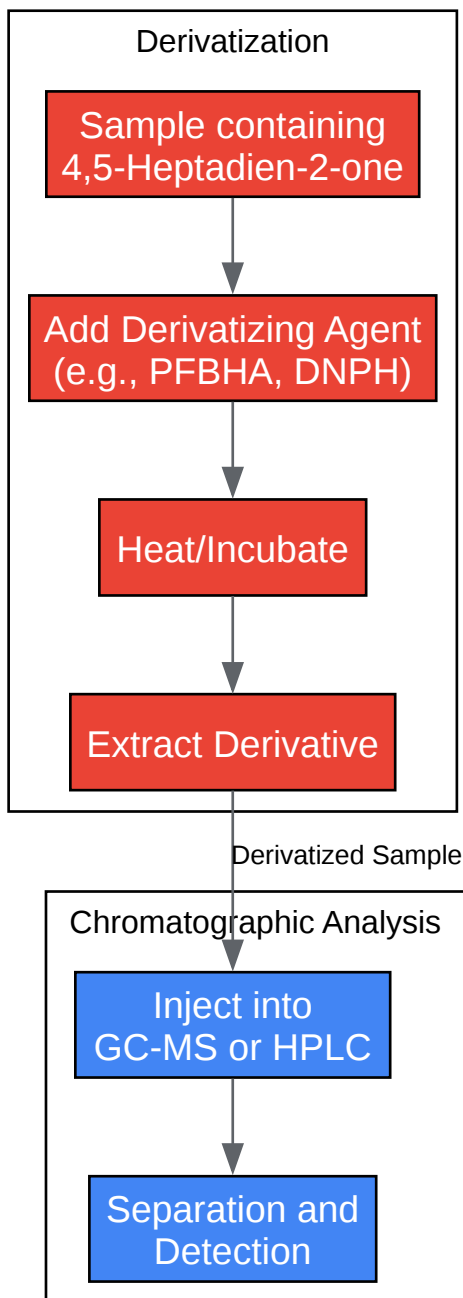 Derivatization
Sample containing
4,5-Heptadien-2-one
Add Derivatizing Agent
(e.g., PFBHA, DNPH)
Heat/Incubate
Extract Derivative
Derivatized Sample
Chromatographic Analysis
Inject into
GC-MS or HPLC
Separation and
Detection